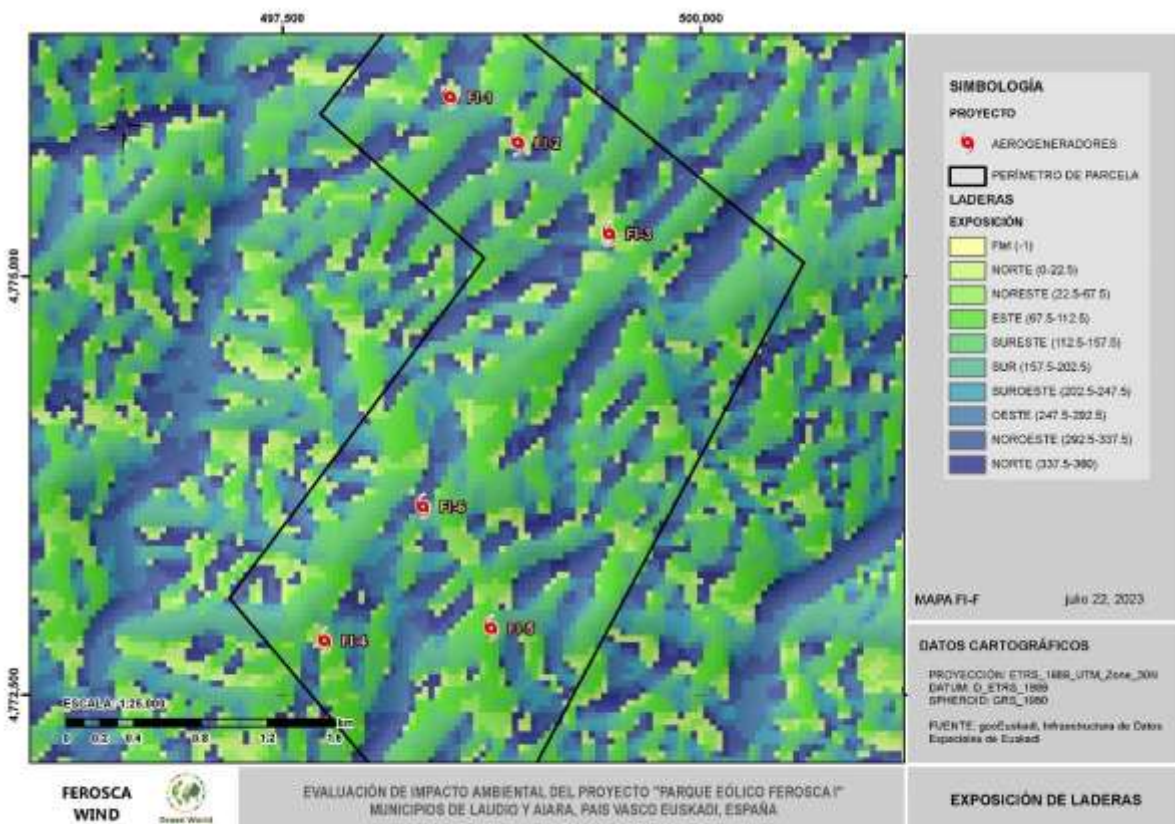 497,500
500,000
FI-1
FI-2
FI-3
4,775,000
FI-4
FI-5
4,772,500
ESCALA
km
0 0.2 0.4 0.8 1.2 1.6
SIMBOLOGÍA
PROYECTO
AEROGENERADORES
PERÍMETRO DE PARCELA
LADERAS
EXPOSICIÓN
Flat (-1)
NORTE (0-22.5)
NORESTE (22.5-67.5)
ESTE (67.5-112.5)
SURESTE (112.5-157.5)
SUR (157.5-202.5)
SUROESTE (202.5-247.5)
OESTE (247.5-292.5)
NOROESTE (292.5-337.5)
NORTE (337.5-360)
MAPA FI-F
julio 22, 2023
DATOS CARTOGRÁFICOS
PROYECCIÓN: ETRS_1989_UTM_Zone_30N
DATUM: D_ETRS_1989
SPHEROID: GRS_1980
FUENTE: geoEuskadi, Infraestructura de Datos
Espaciales de Euskadi
FEROSCA
WIND
Green World
EVALUACIÓN DE IMPACTO AMBIENTAL DEL PROYECTO "PARQUE EÓLICO FEROSCA I"
MUNICIPIOS DE LAUDIO Y AIARA, PAIS VASCO EUSKADI, ESPAÑA
EXPOSICIÓN DE LADERAS